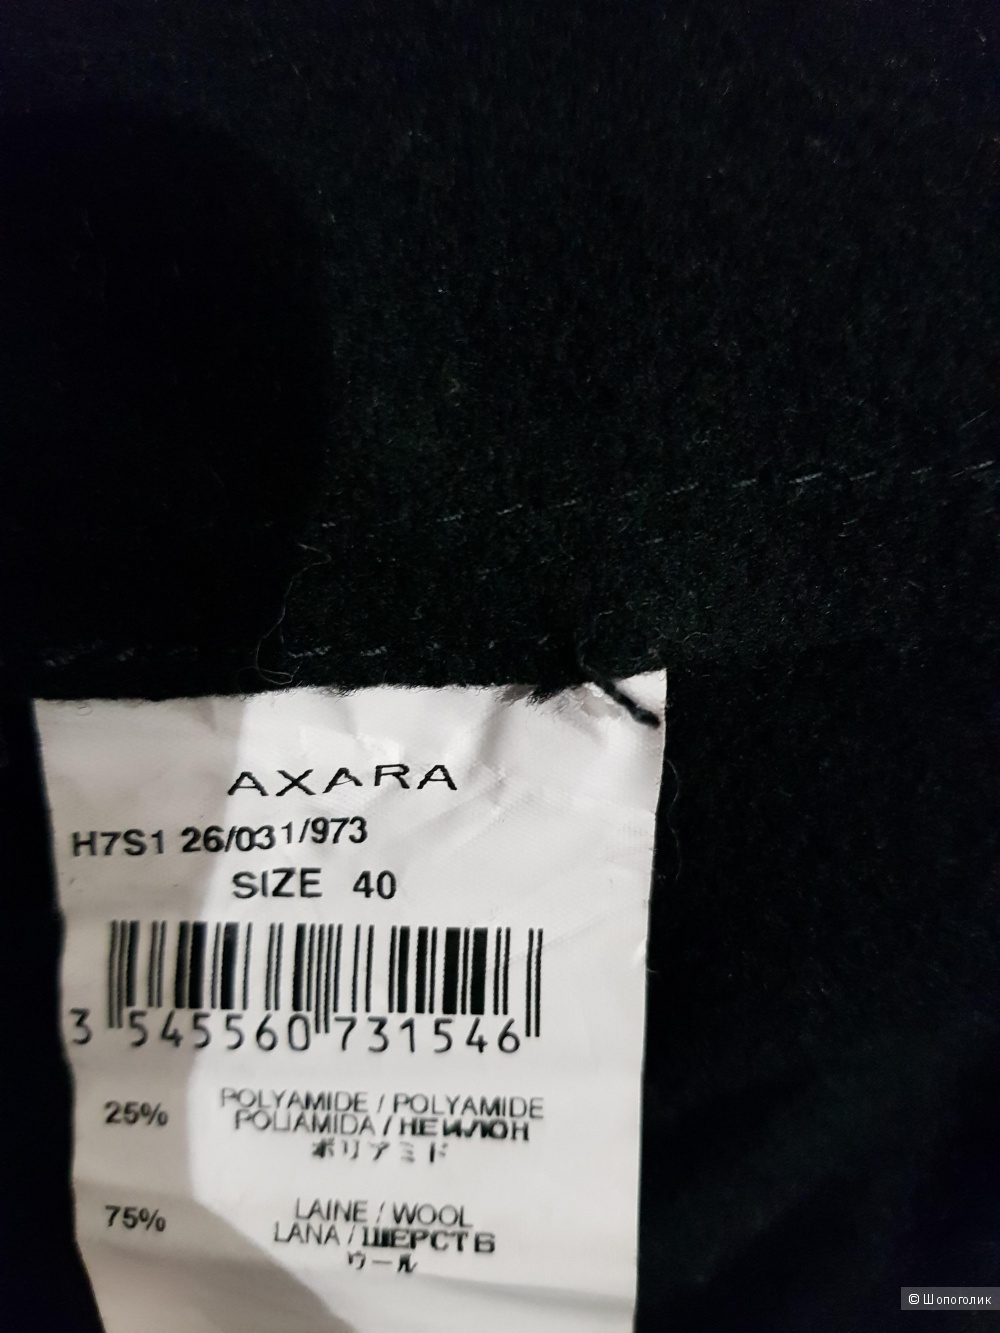 AXARA
H7S1 26/031/973
SIZE 40
3 545560 731546
25% POLYAMIDE / POLYAMIDE
POLIAMIDA / НЕЙЛОН
ポリアミド
75% LAINE / WOOL
LANA / ШЕРСТЬ
ウール
© Шопоголик